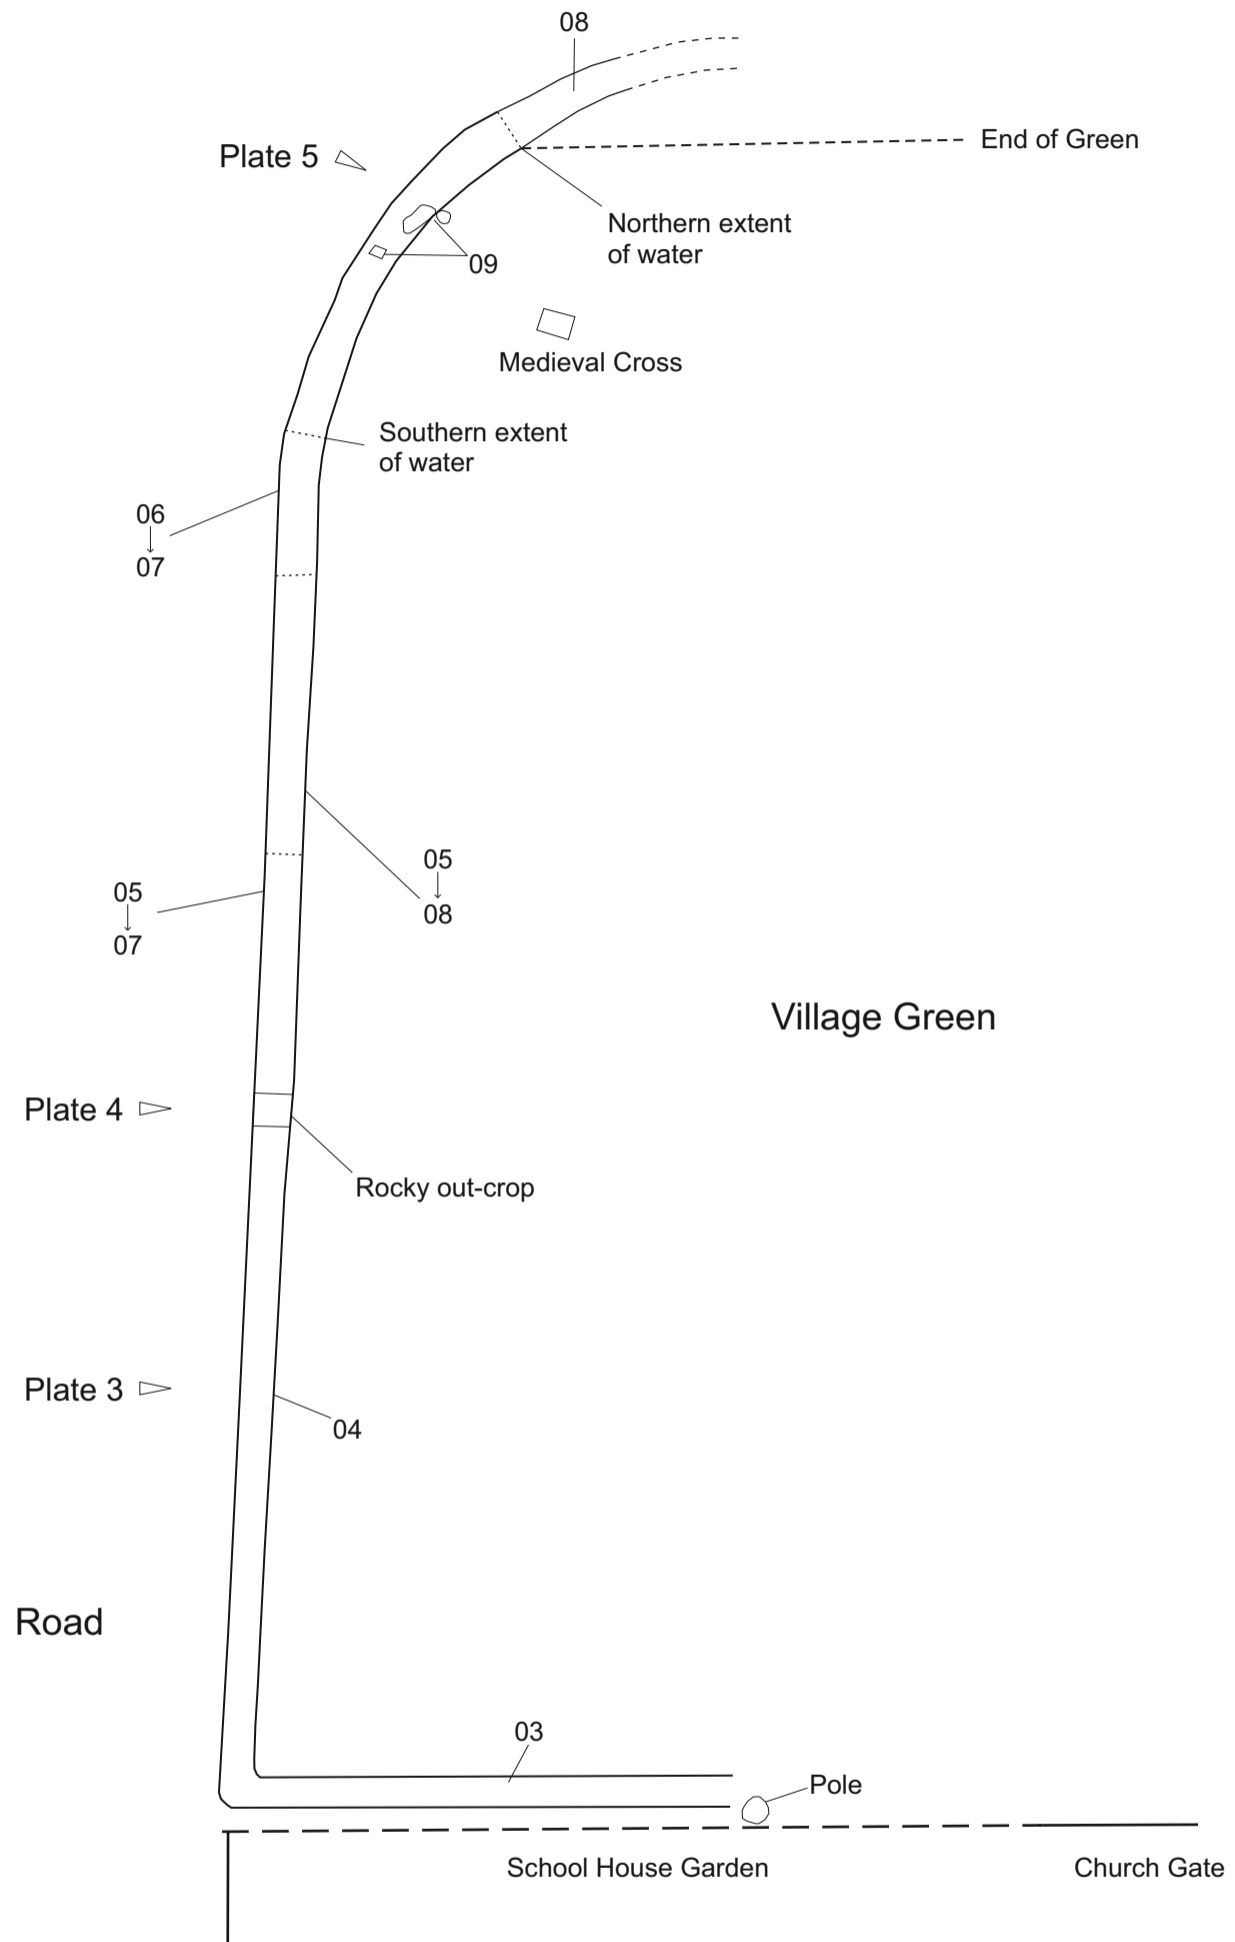 08
End of Green
Plate 5
Northern extent
of water
09
Medieval Cross
Southern extent
of water
06
07
05
08
05
07
Village Green
Plate 4
Rocky out-crop
Plate 3
04
Road
03
Pole
School House Garden
Church Gate